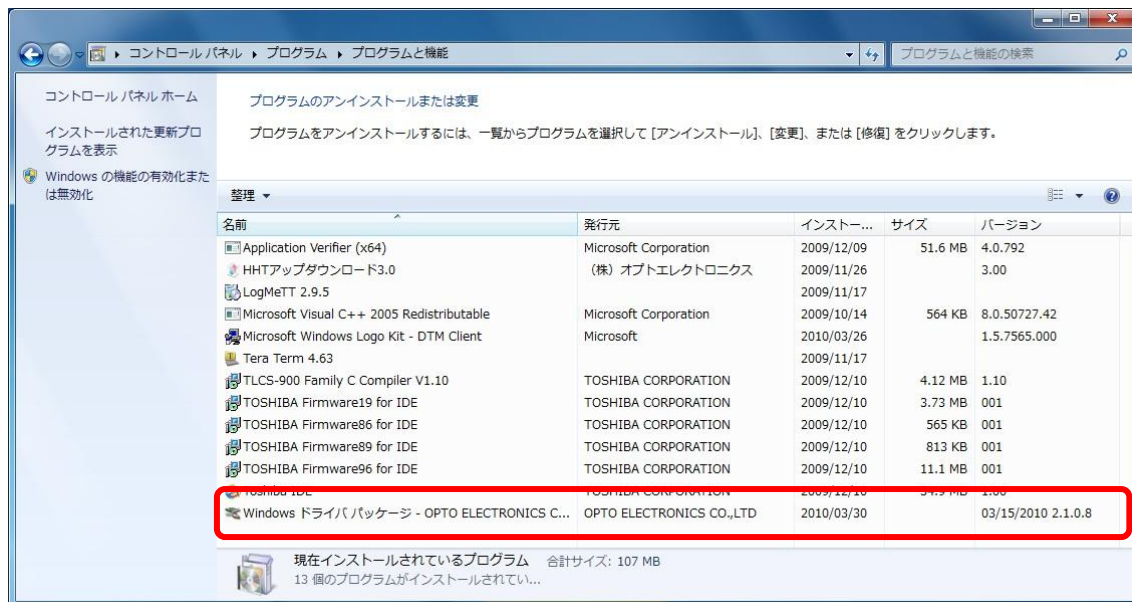 コントロール パネル ▸ プログラム ▸ プログラムと機能
プログラムと機能の検索
コントロール パネル ホーム
インストールされた更新プロ
グラムを表示
Windows の機能の有効化また
は無効化
プログラムのアンインストールまたは変更
プログラムをアンインストールするには、一覧からプログラムを選択して [アンインストール]、[変更]、または [修復] をクリックします。
整理
名前 発行元 インストー... サイズ バージョン
Application Verifier (x64) Microsoft Corporation 2009/12/09 51.6 MB 4.0.792
HHTアップダウンロード3.0 （株）オプトエレクトロニクス 2009/11/26 3.00
LogMeTT 2.9.5 2009/11/17
Microsoft Visual C++ 2005 Redistributable Microsoft Corporation 2009/10/14 564 KB 8.0.50727.42
Microsoft Windows Logo Kit - DTM Client Microsoft 2010/03/26 1.5.7565.000
Tera Term 4.63 2009/11/17
TLCS-900 Family C Compiler V1.10 TOSHIBA CORPORATION 2009/12/10 4.12 MB 1.10
TOSHIBA Firmware19 for IDE TOSHIBA CORPORATION 2009/12/10 3.73 MB 001
TOSHIBA Firmware86 for IDE TOSHIBA CORPORATION 2009/12/10 565 KB 001
TOSHIBA Firmware89 for IDE TOSHIBA CORPORATION 2009/12/10 813 KB 001
TOSHIBA Firmware96 for IDE TOSHIBA CORPORATION 2009/12/10 11.1 MB 001
Toshiba IDE TOSHIBA CORPORATION 2009/12/10 34.9 MB 1.00
Windows ドライバ パッケージ - OPTO ELECTRONICS C... OPTO ELECTRONICS CO.,LTD 2010/03/30 03/15/2010 2.1.0.8
現在インストールされているプログラム 合計サイズ: 107 MB
13 個のプログラムがインストールされてい...